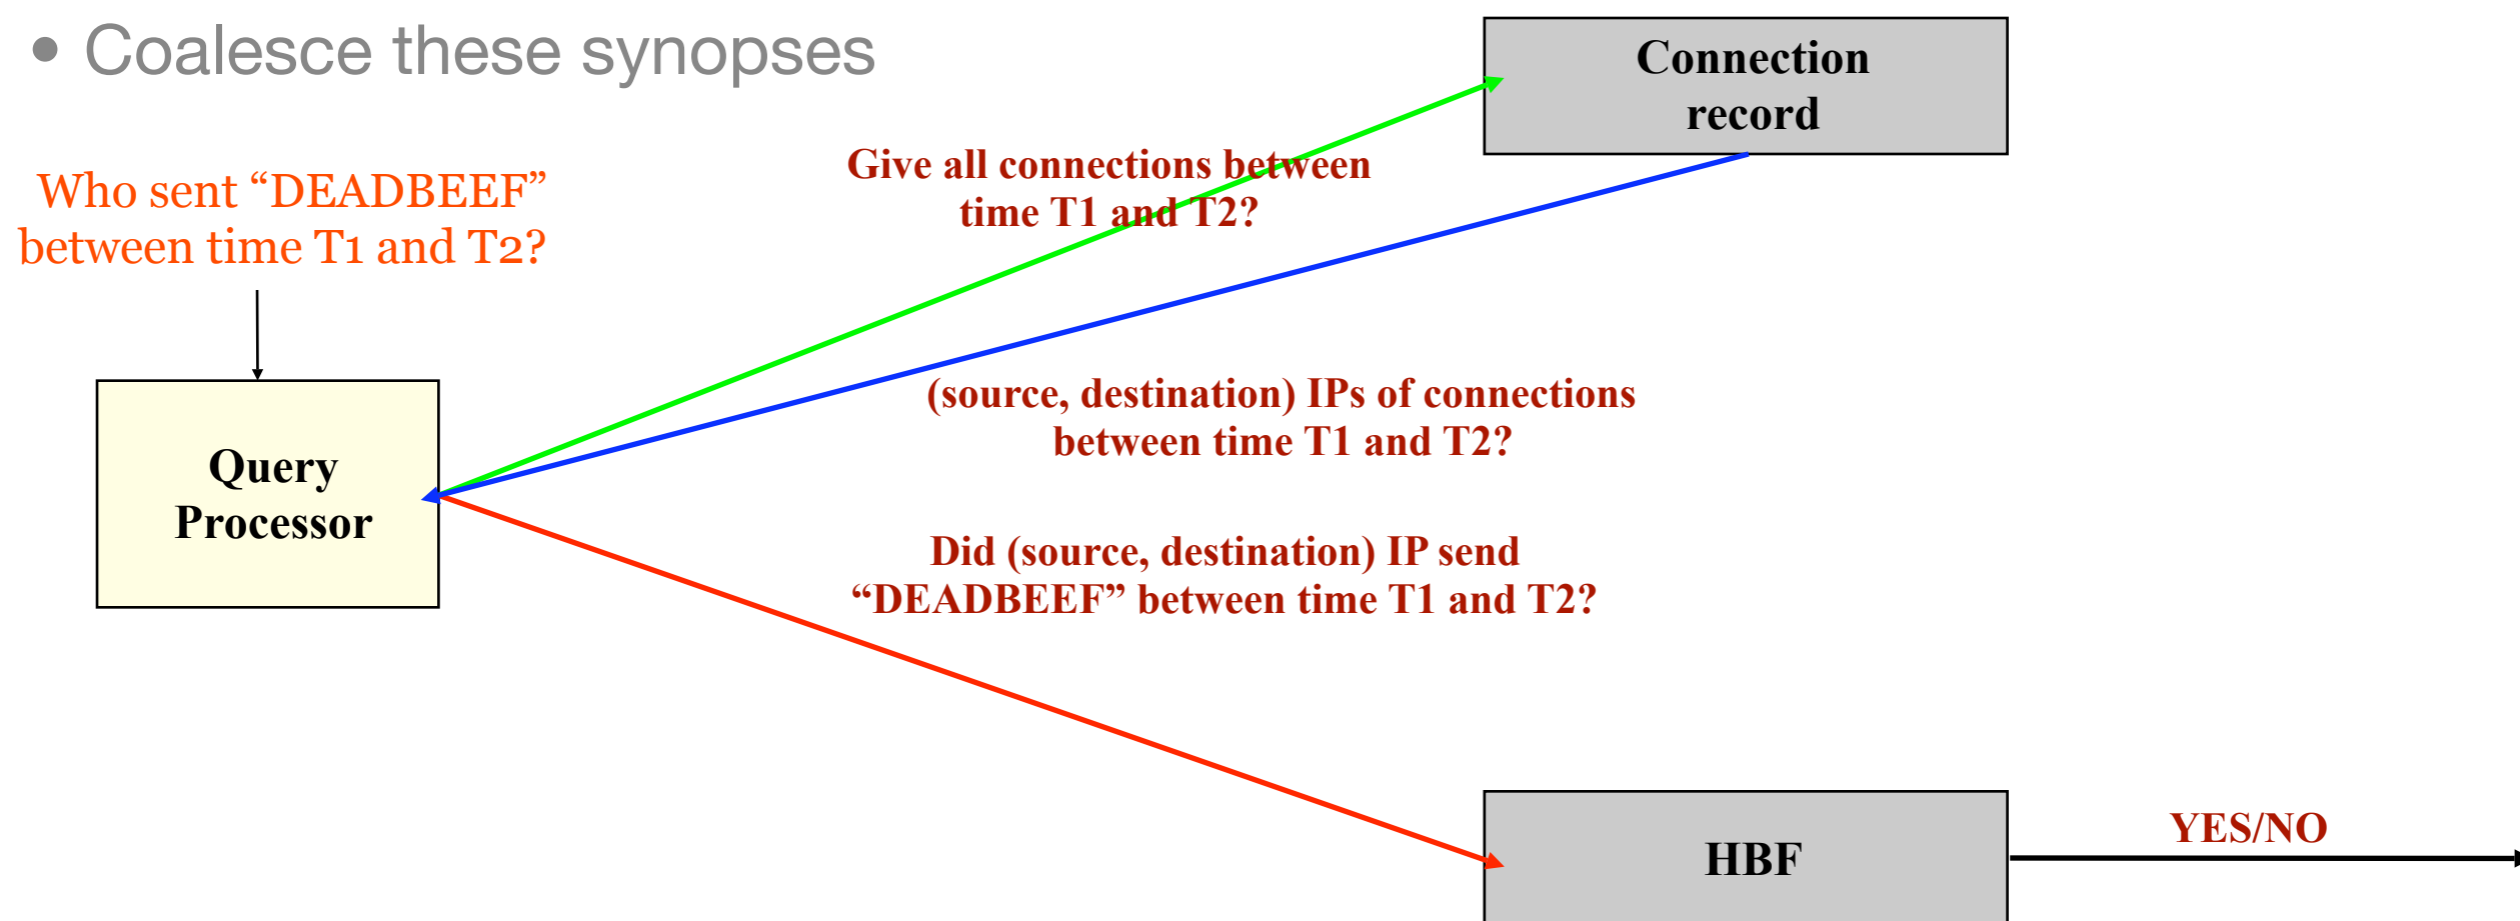 • Coalesce these synopses
Connection
record
Give all connections between
time T1 and T2?
Who sent “DEADBEEF”
between time T1 and T2?
(source, destination) IPs of connections
between time T1 and T2?
Query
Processor
Did (source, destination) IP send
“DEADBEEF” between time T1 and T2?
HBF
YES/NO